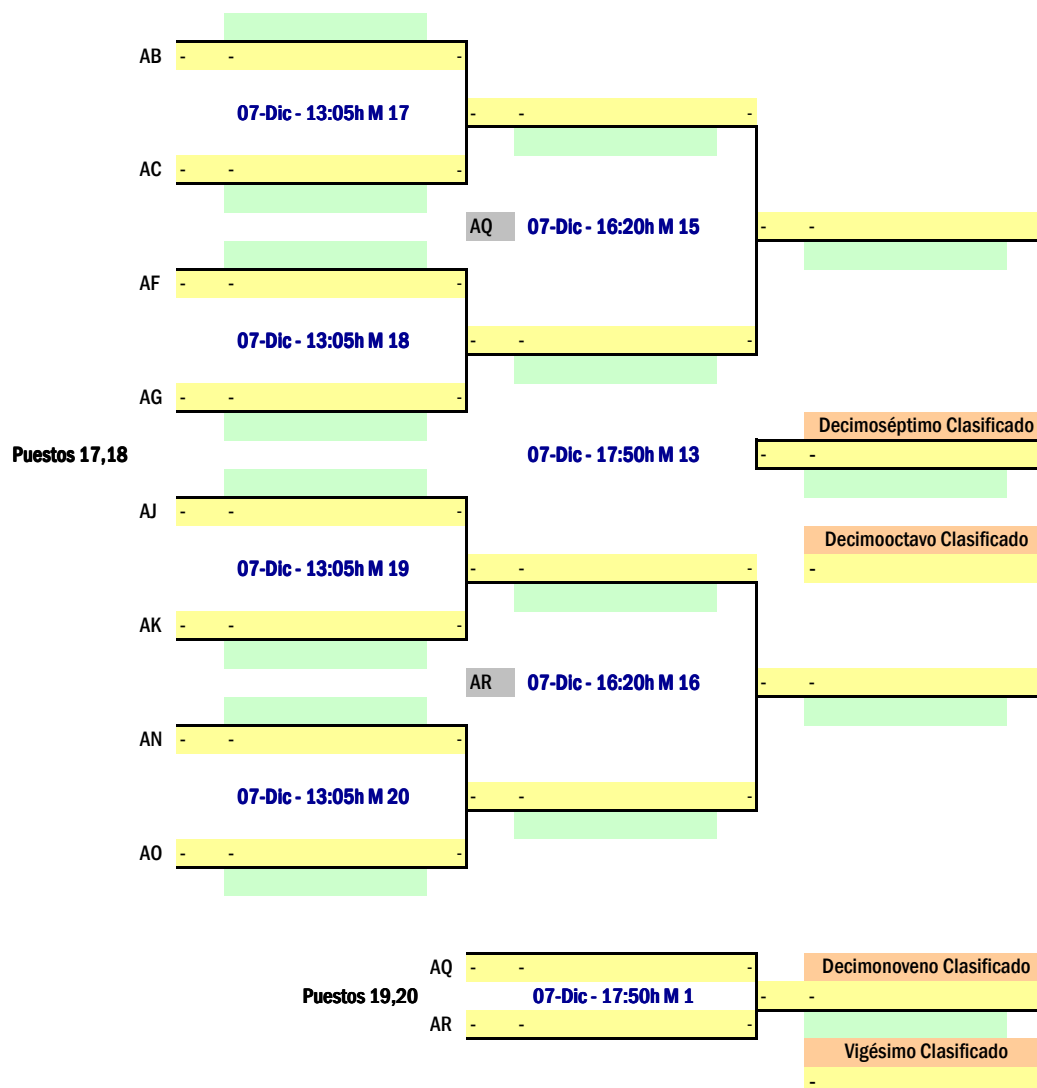 AB - - -
07-Dic - 13:05h M 17 - - -
AC - - -
AQ 07-Dic - 16:20h M 15 - -
AF - - -
07-Dic - 13:05h M 18 - - -
AG - - -
Decimoséptimo Clasificado
Puestos 17,18 07-Dic - 17:50h M 13 - -
AJ - - -
Decimooctavo Clasificado
07-Dic - 13:05h M 19 - - - -
AK - - -
AR 07-Dic - 16:20h M 16 - -
AN - - -
07-Dic - 13:05h M 20 - - -
AO - - -
AQ - - - Decimonoveno Clasificado
Puestos 19,20 07-Dic - 17:50h M 1 - -
AR - - -
Vigésimo Clasificado
-